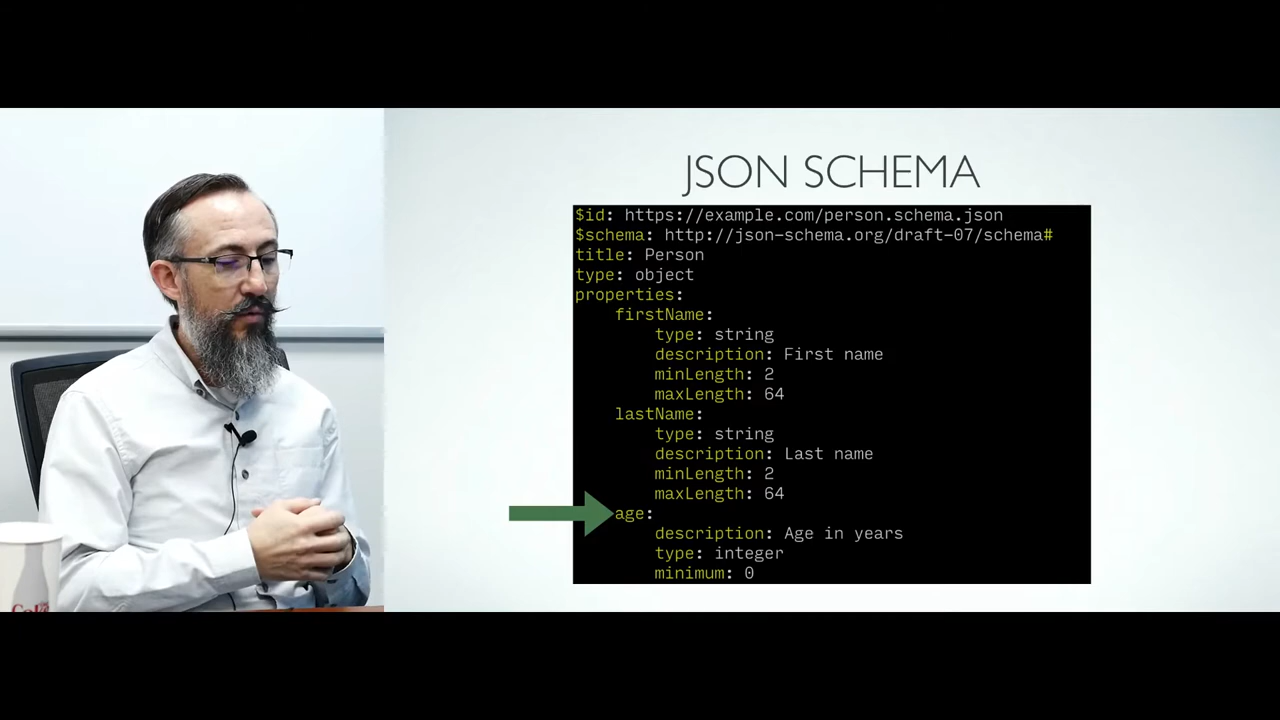 JSON SCHEMA
$id: https://example.com/person.schema.json
$schema: http://json-schema.org/draft-07/schema#
title: Person
type: object
properties:
    firstName:
        type: string
        description: First name
        minLength: 2
        maxLength: 64
    lastName:
        type: string
        description: Last name
        minLength: 2
        maxLength: 64
    age:
        description: Age in years
        type: integer
        minimum: 0